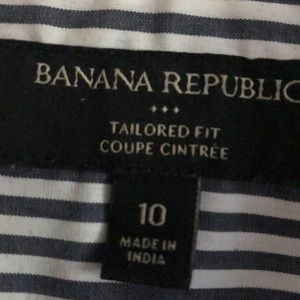 BANANA REPUBLIC
TAILORED FIT
COUPE CINTRÉE
10
MADE IN
INDIA